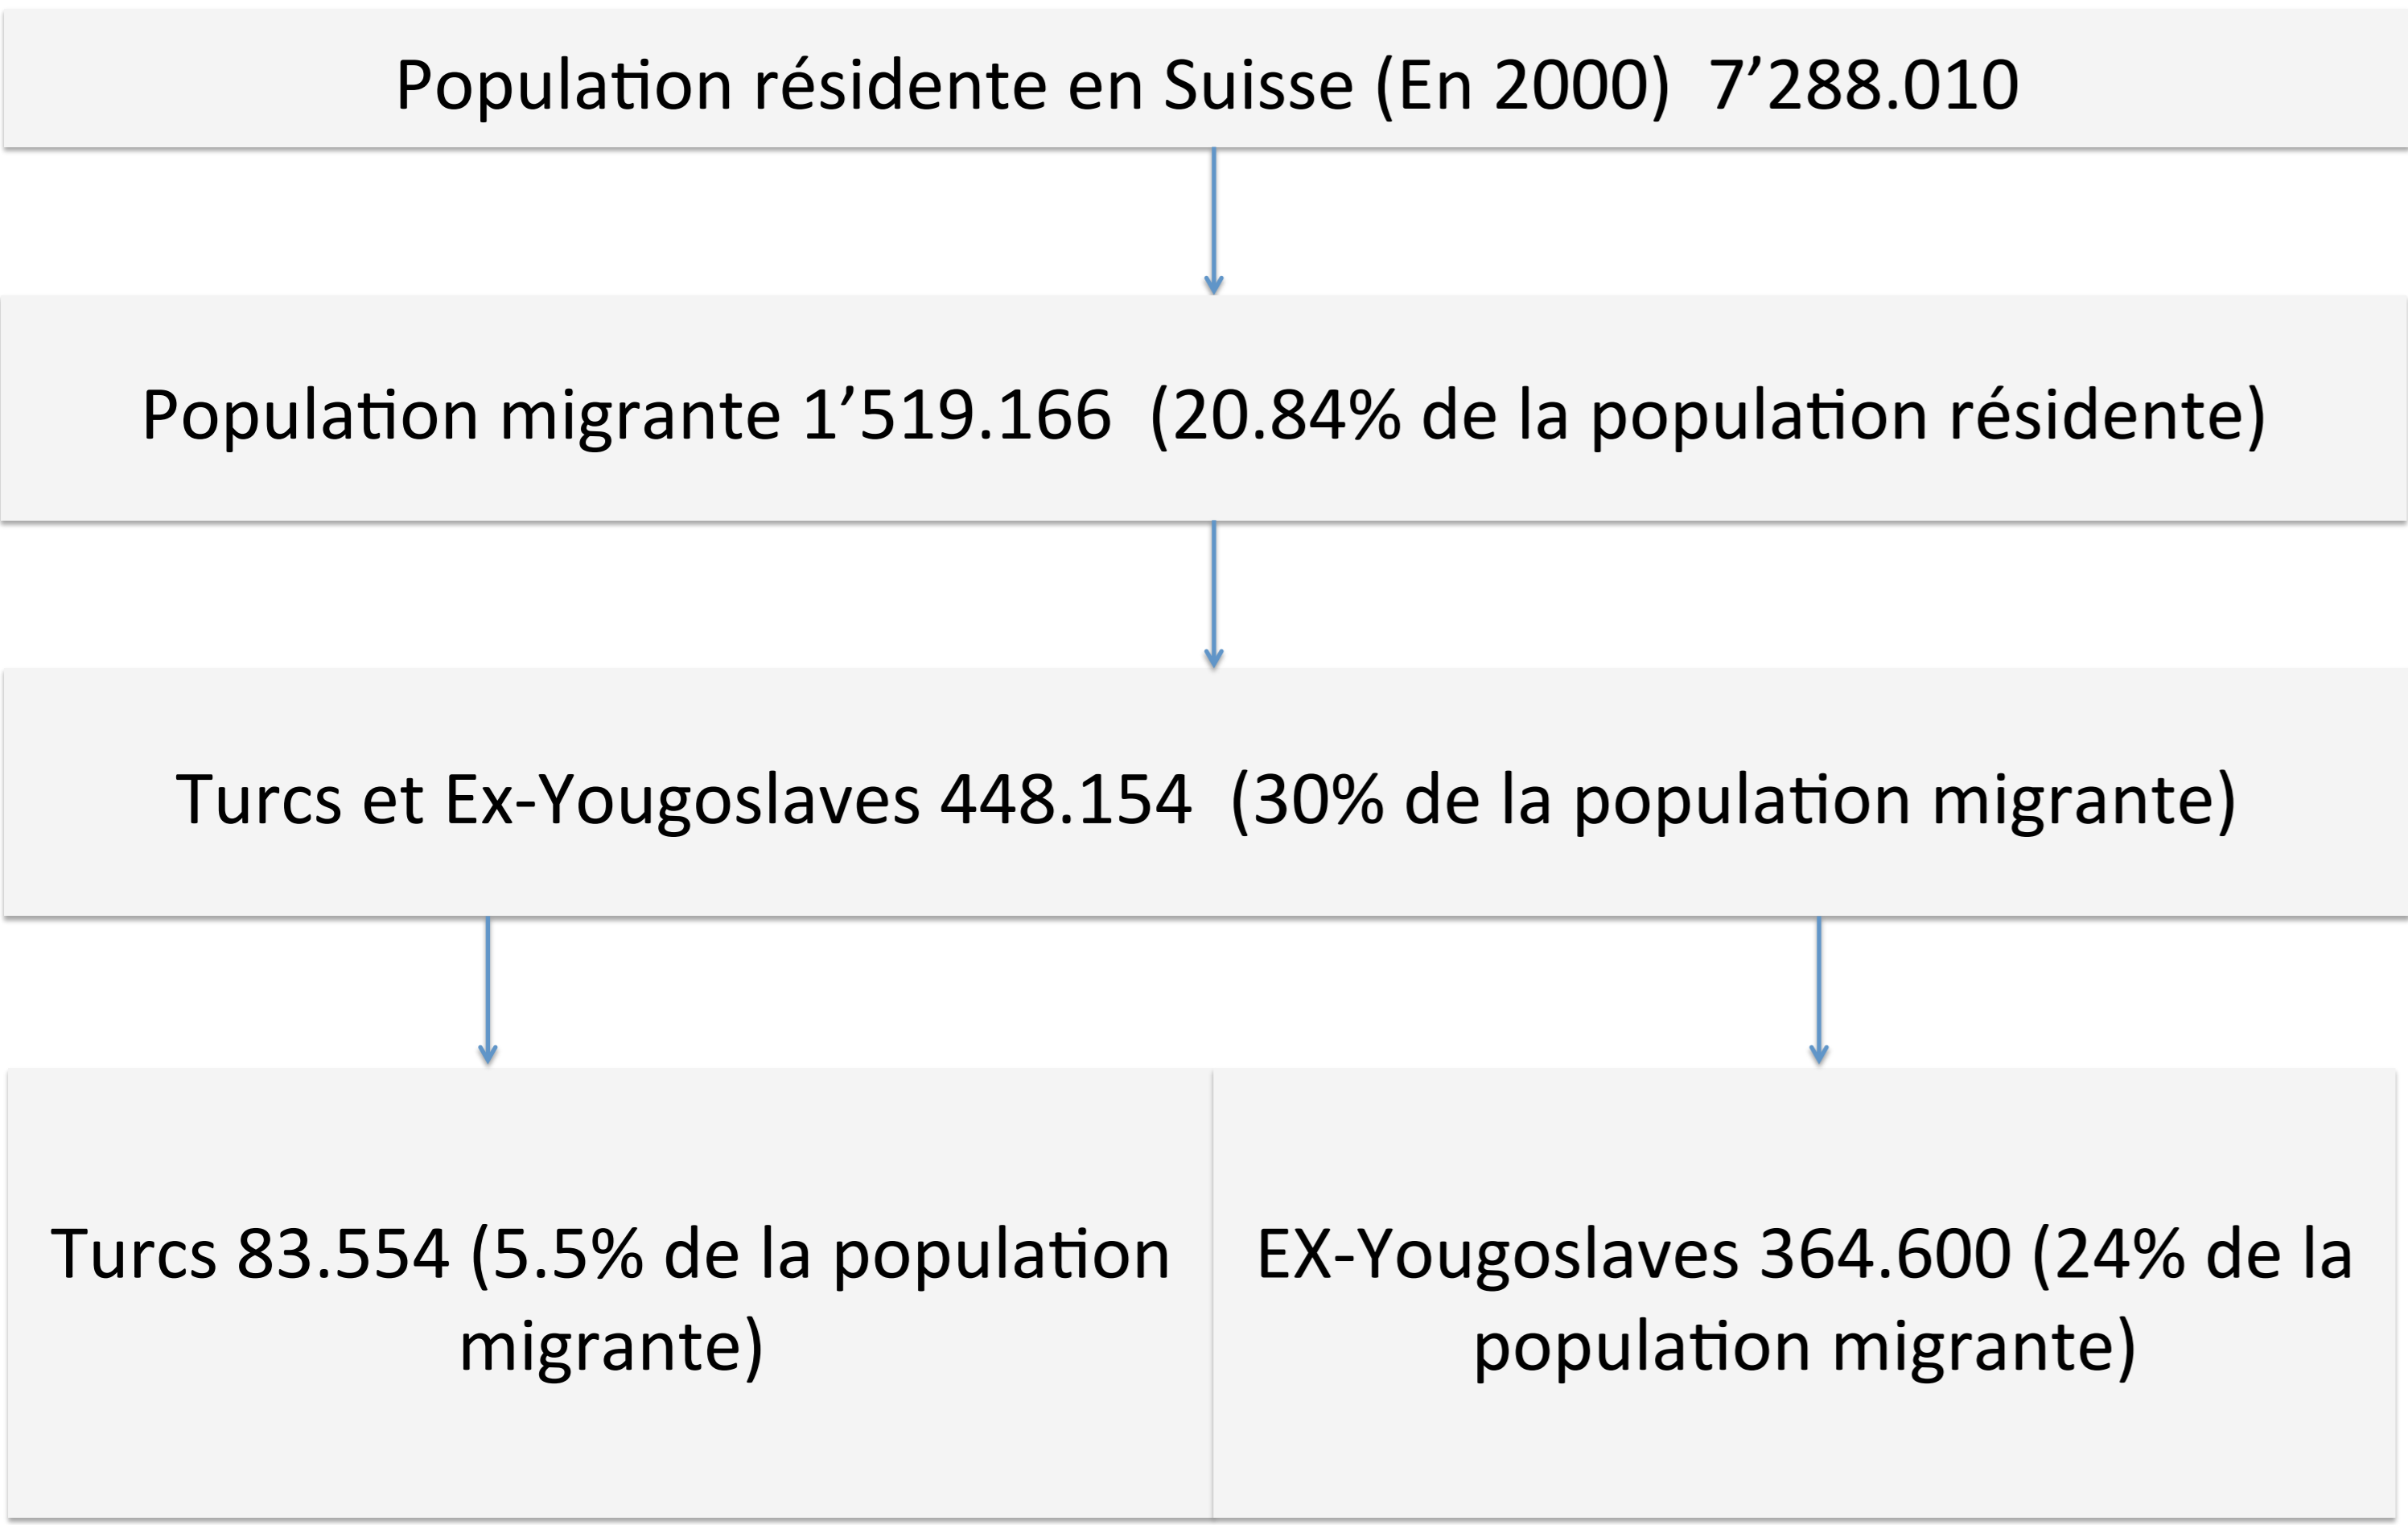 Population résidente en Suisse (En 2000)  7’288.010
Population migrante 1’519.166  (20.84% de la population résidente)
Turcs et Ex-Yougoslaves 448.154  (30% de la population migrante)
Turcs 83.554 (5.5% de la population
migrante)
EX-Yougoslaves 364.600 (24% de la
population migrante)